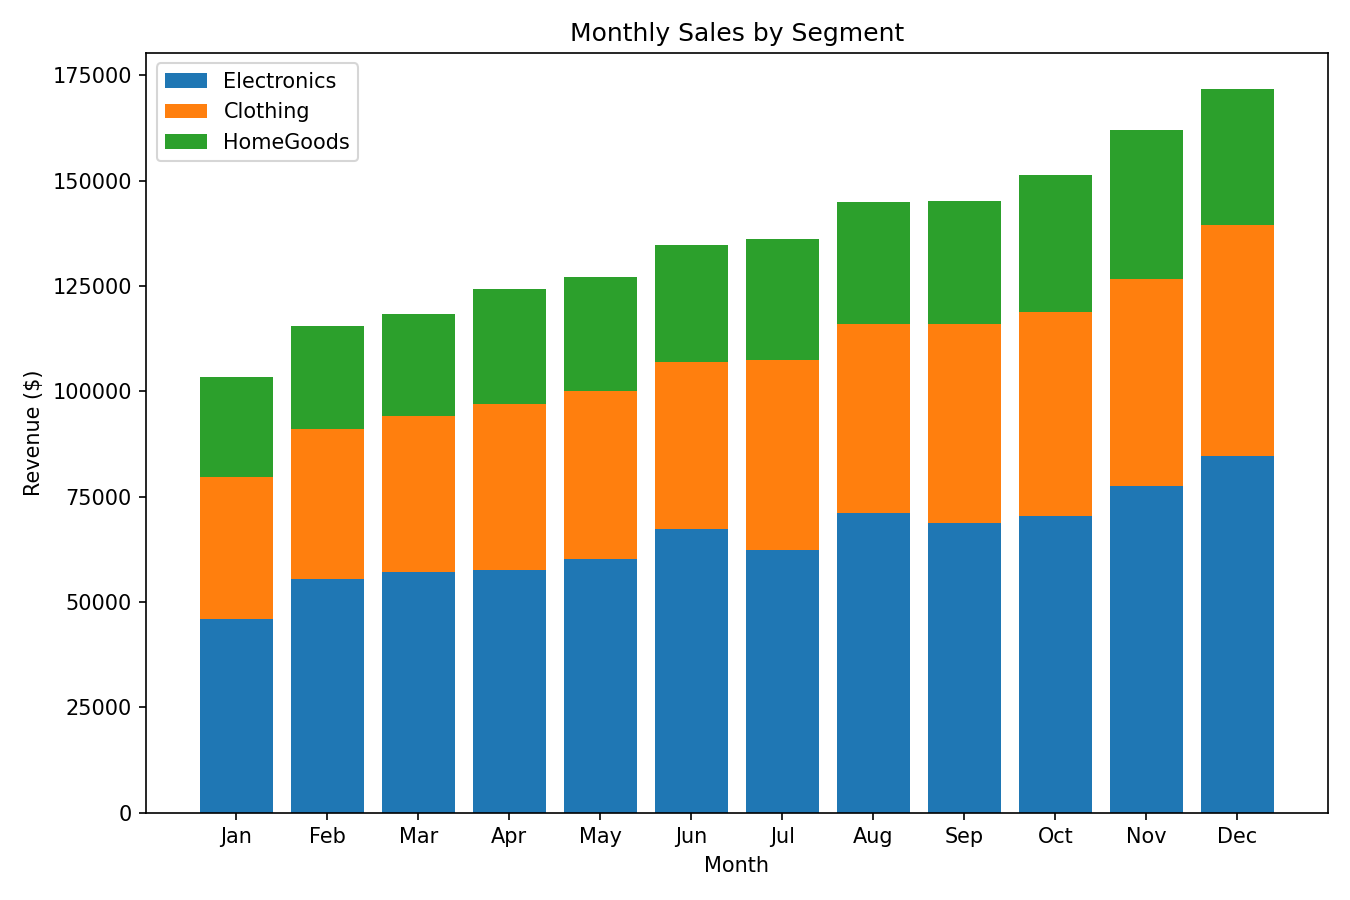 Monthly Sales by Segment
Electronics
Clothing
HomeGoods
Revenue ($)
175000
150000
125000
100000
75000
50000
25000
0
Jan Feb Mar Apr May Jun Jul Aug Sep Oct Nov Dec
Month